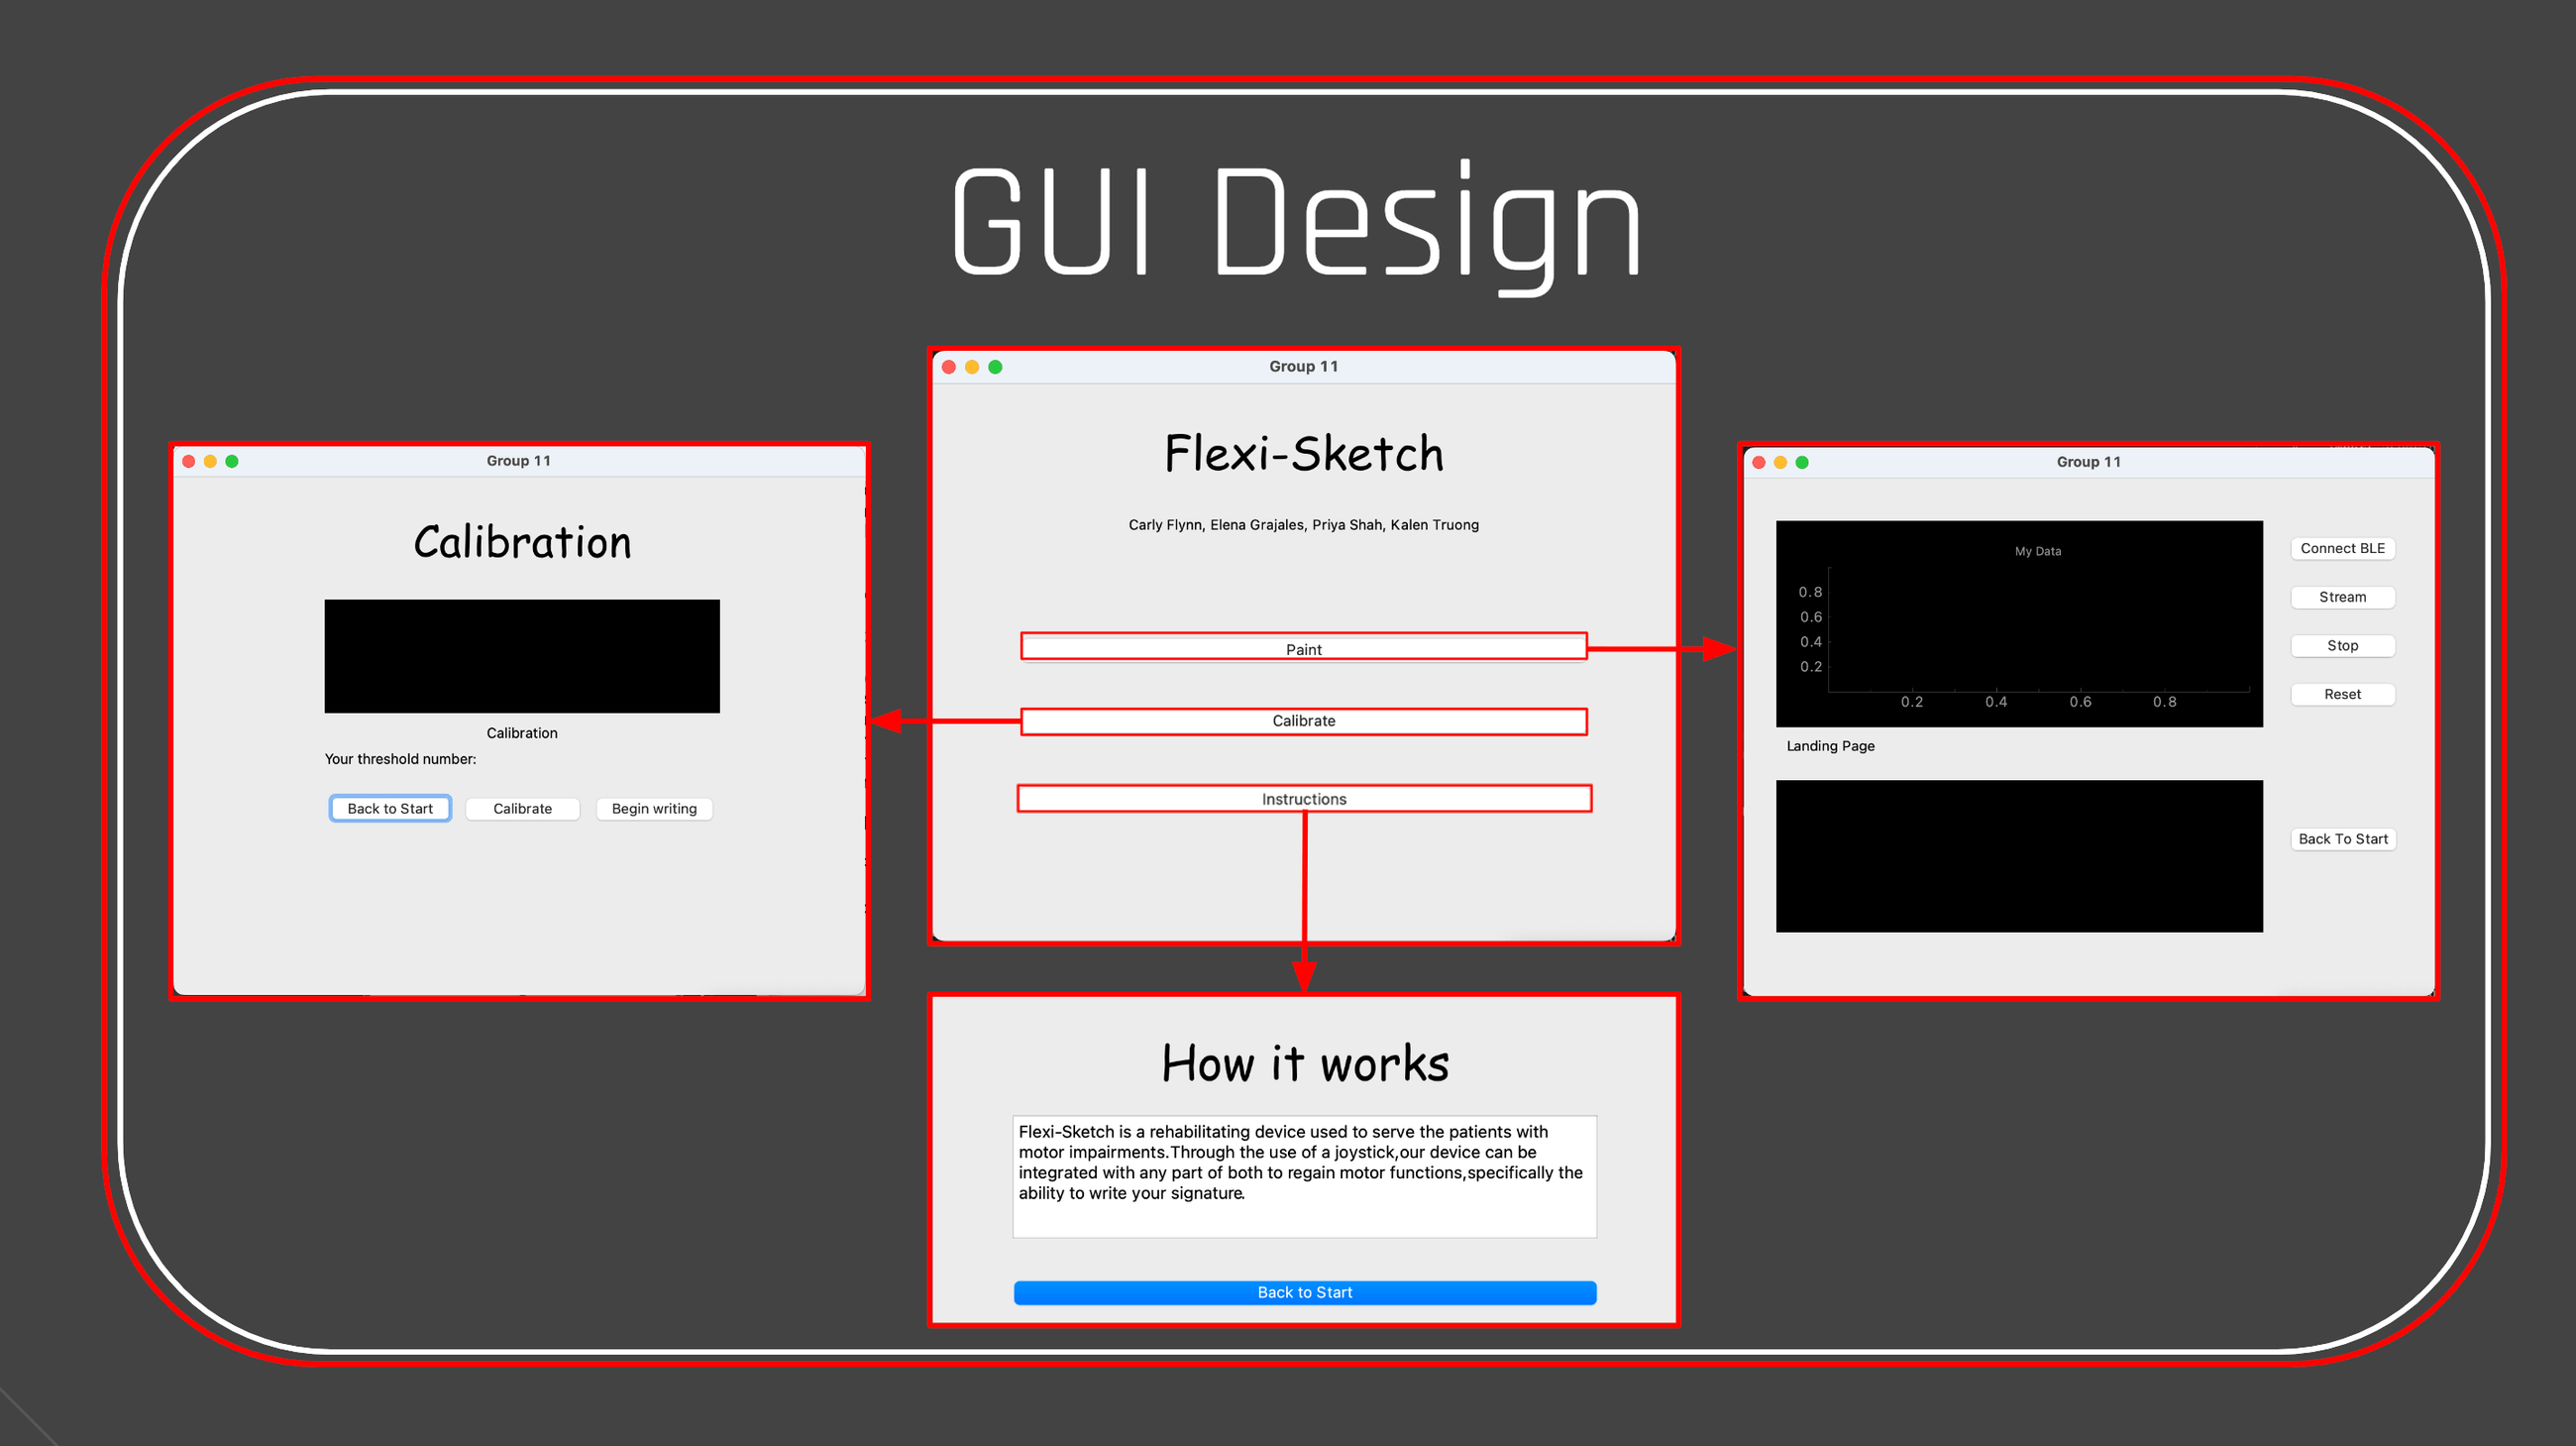 GUI Design
Group 11
Flexi-Sketch
Carly Flynn, Elena Grajales, Priya Shah, Kalen Truong
Paint
Calibrate
Instructions
Group 11
Calibration
Calibration
Your threshold number:
Back to Start
Calibrate
Begin writing
Group 11
My Data
0.8
0.6
0.4
0.2
0.2 0.4 0.6 0.8
Connect BLE
Stream
Stop
Reset
Landing Page
Back To Start
How it works
Flexi-Sketch is a rehabilitating device used to serve the patients with
motor impairments.Through the use of a joystick,our device can be
integrated with any part of both to regain motor functions,specifically the
ability to write your signature.
Back to Start